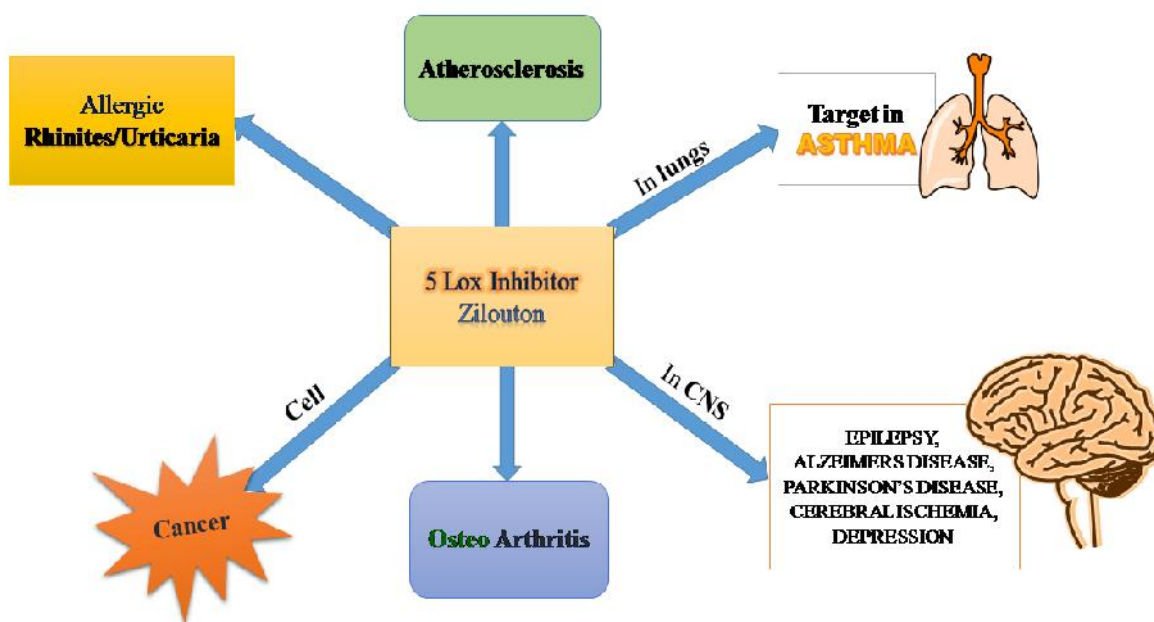 Atherosclerosis
Allergic
Rhinites/Urticaria
Target in
ASTHMA
In lungs
5 Lox Inhibitor
Zilouton
Cell
In CNS
Cancer
Osteo Arthritis
EPILEPSY,
ALZEIMERS DISEASE,
PARKINSON'S DISEASE,
CEREBRAL ISCHEMIA,
DEPRESSION